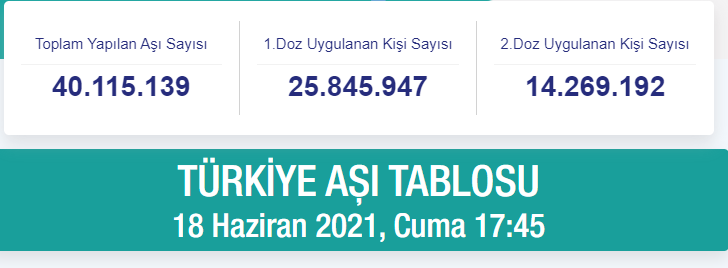 Toplam Yapılan Aşı Sayısı
40.115.139
1.Doz Uygulanan Kişi Sayısı
25.845.947
2.Doz Uygulanan Kişi Sayısı
14.269.192
TÜRKİYE AŞI TABLOSU
18 Haziran 2021, Cuma 17:45